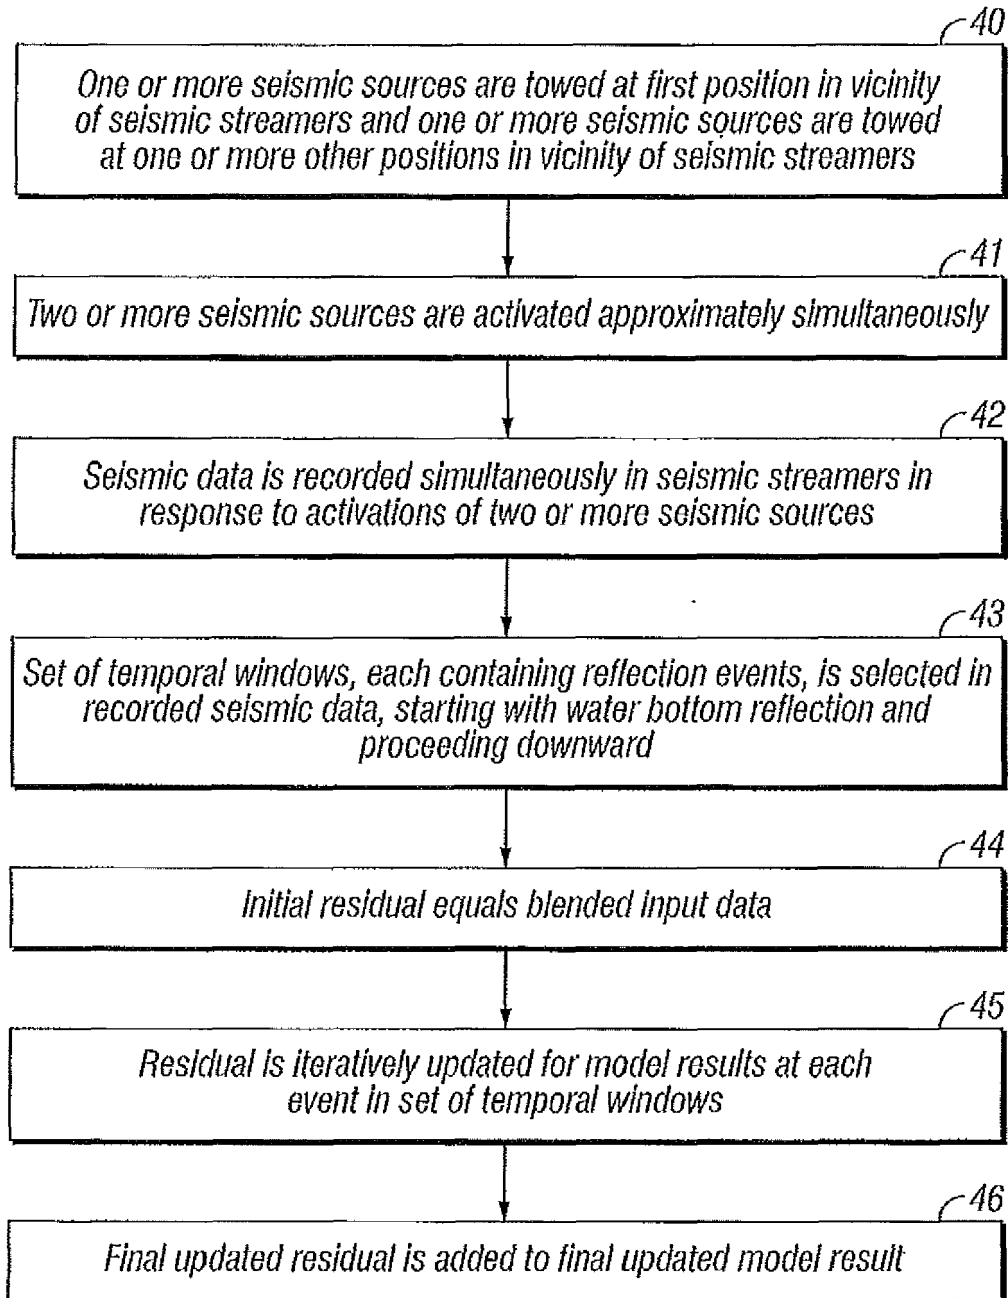 40
One or more seismic sources are towed at first position in vicinity
of seismic streamers and one or more seismic sources are towed
at one or more other positions in vicinity of seismic streamers
41
Two or more seismic sources are activated approximately simultaneously
42
Seismic data is recorded simultaneously in seismic streamers in
response to activations of two or more seismic sources
43
Set of temporal windows, each containing reflection events, is selected in
recorded seismic data, starting with water bottom reflection and
proceeding downward
44
Initial residual equals blended input data
45
Residual is iteratively updated for model results at each
event in set of temporal windows
46
Final updated residual is added to final updated model result